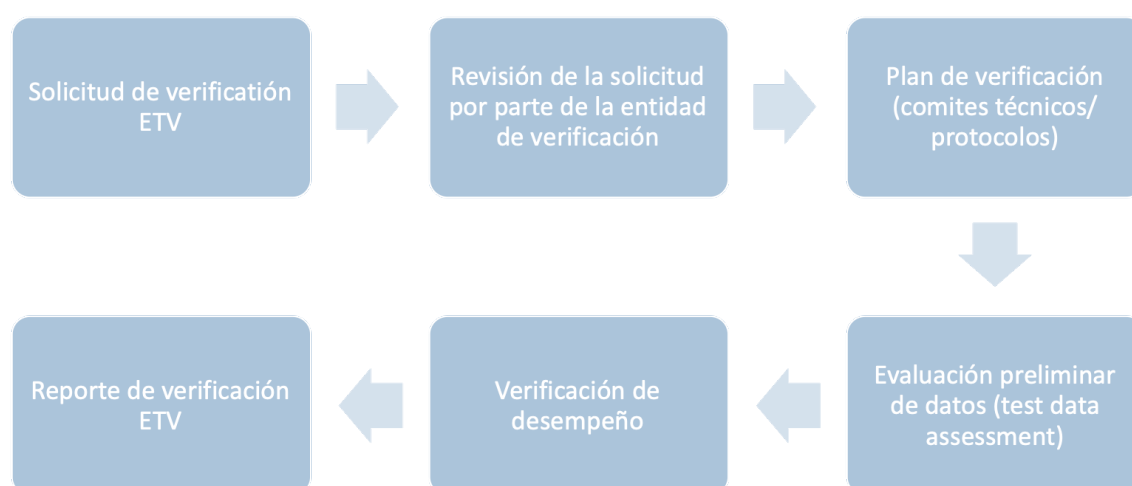 Solicitud de verificatión
ETV
Revisión de la solicitud
por parte de la entidad
de verificación
Plan de verificación
(comites técnicos/
protocolos)
Evaluación preliminar
de datos (test data
assessment)
Verificación de
desempeño
Reporte de verificación
ETV